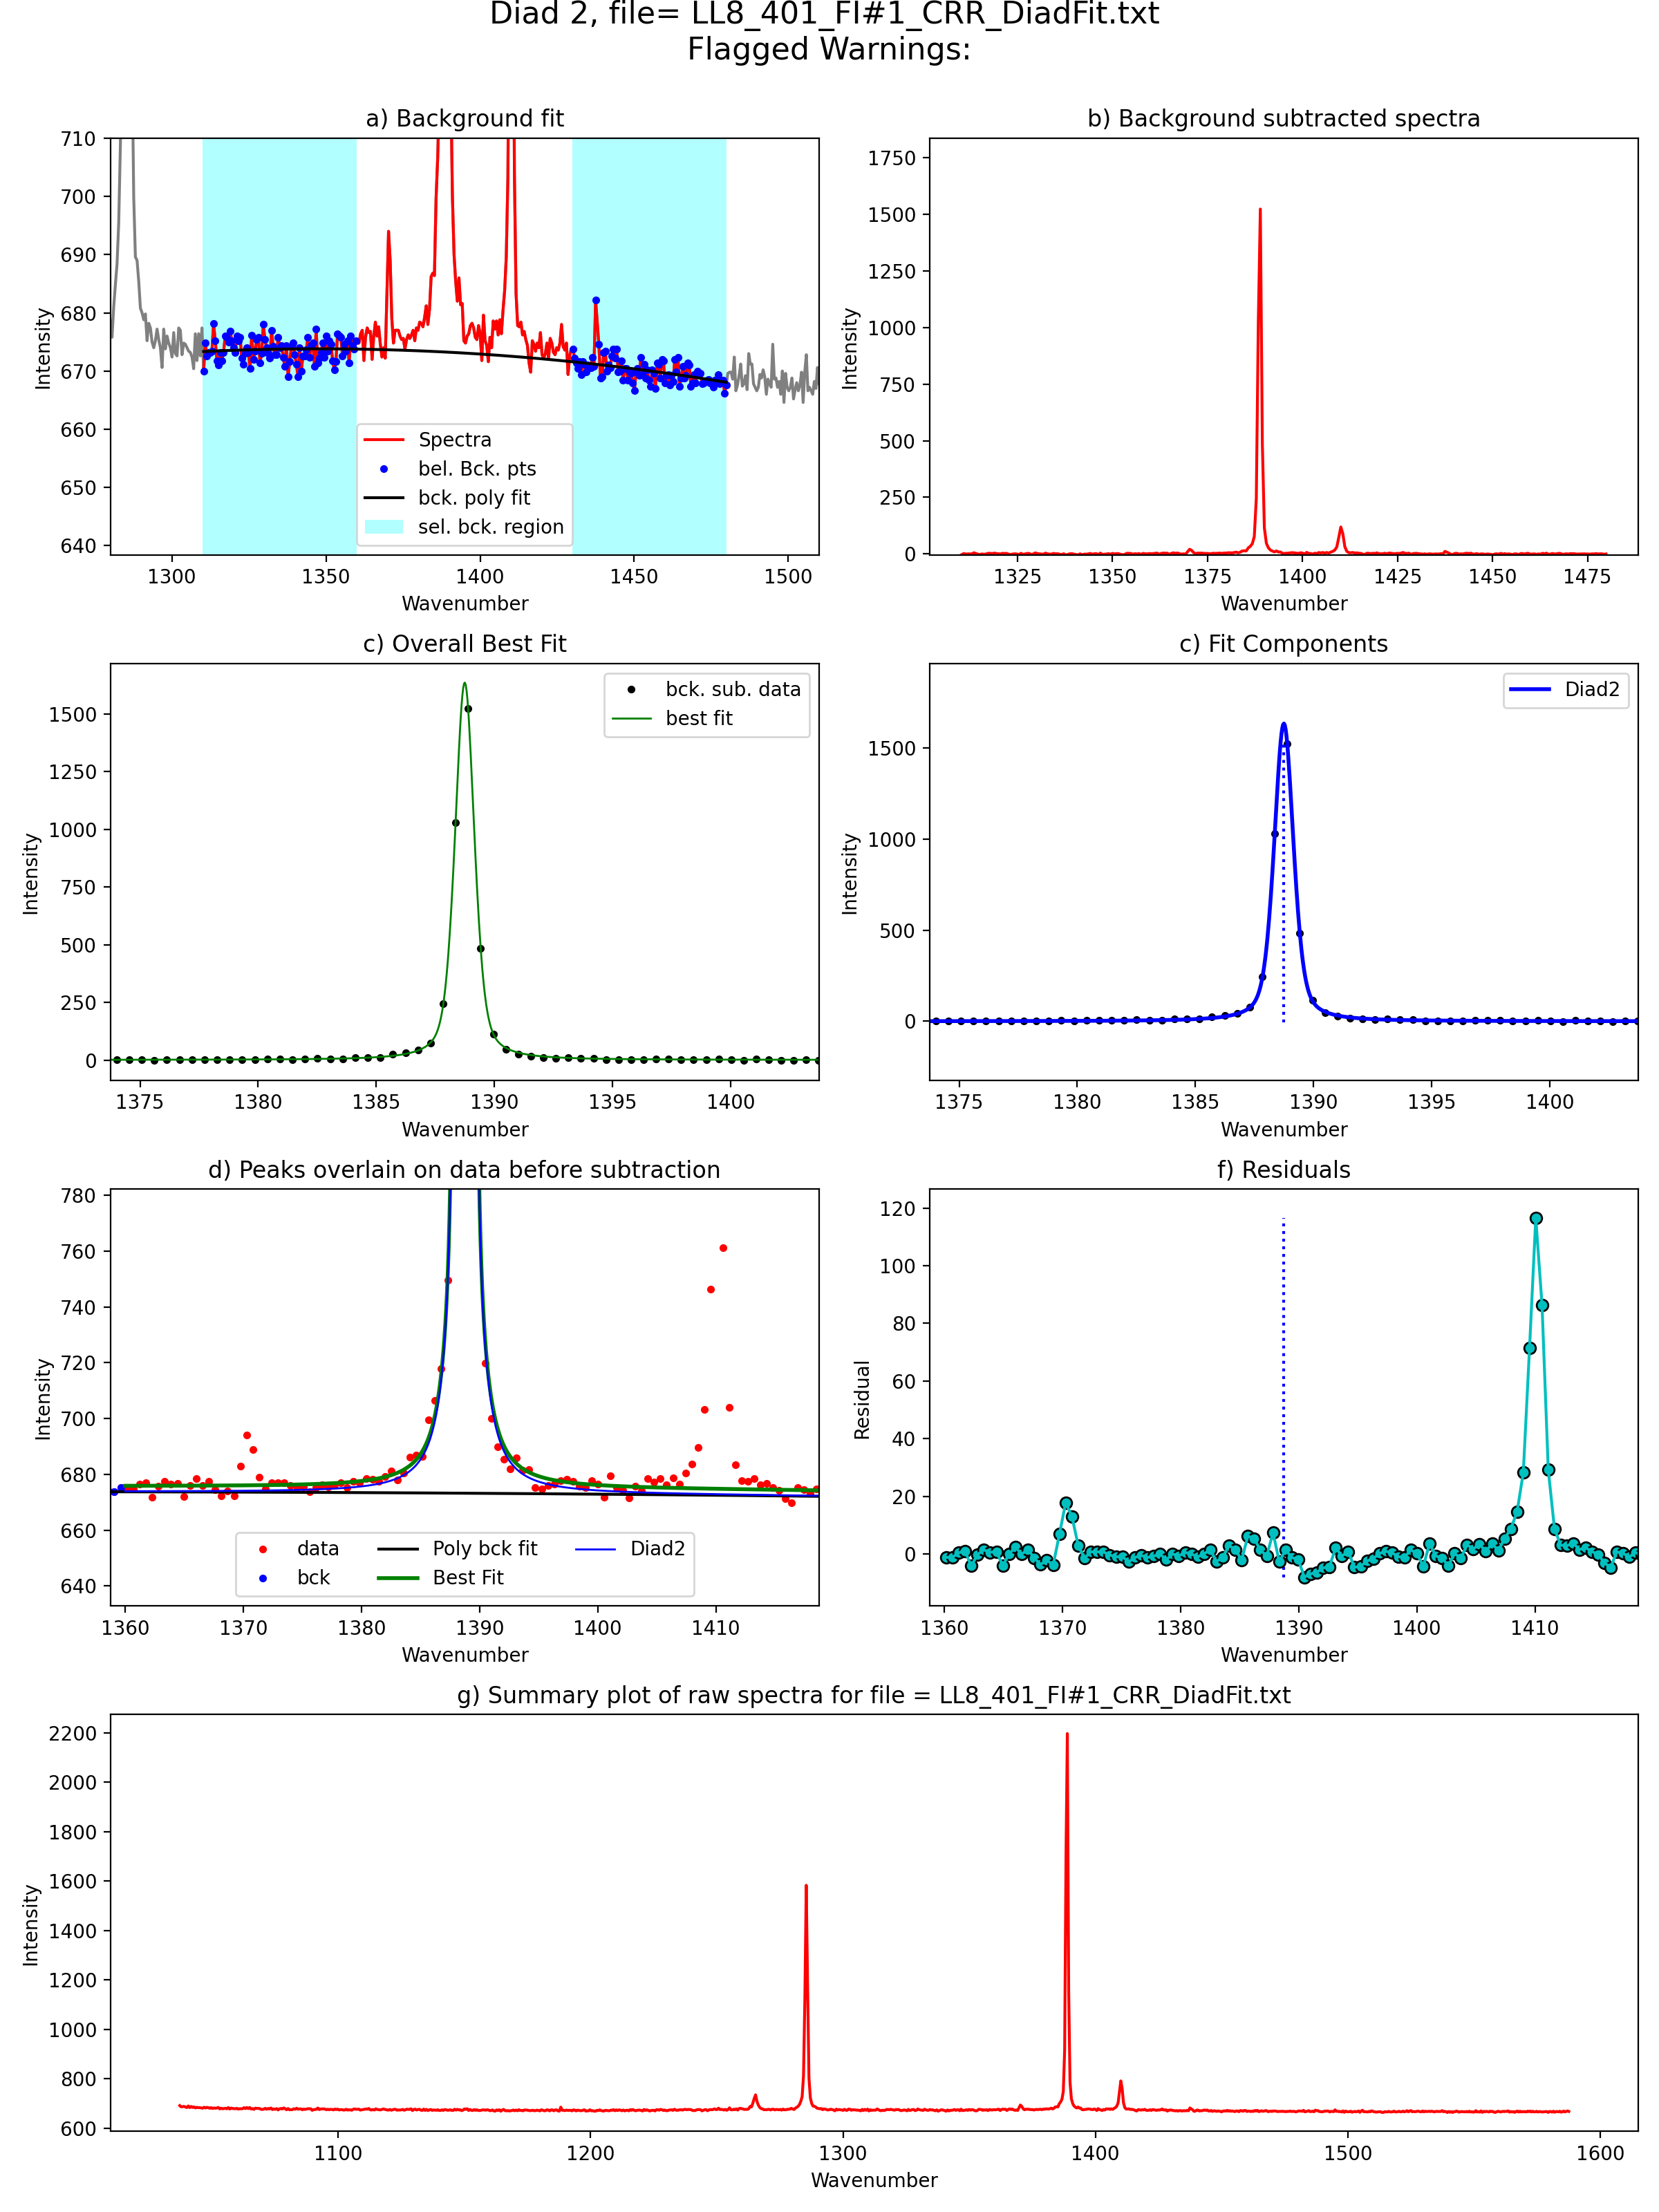 Diad 2, file= LL8_401_FI#1_CRR_DiadFit.txt
Flagged Warnings:
a) Background fit
710
700
690
680
670
660
650
640
Intensity
Spectra
bel. Bck. pts
bck. poly fit
sel. bck. region
1300 1350 1400 1450 1500
Wavenumber
b) Background subtracted spectra
1750
1500
1250
1000
750
500
250
0
Intensity
1325 1350 1375 1400 1425 1450 1475
Wavenumber
c) Overall Best Fit
1500
1250
1000
750
500
250
0
Intensity
bck. sub. data
best fit
1375 1380 1385 1390 1395 1400
Wavenumber
c) Fit Components
1500
1000
500
0
Intensity
Diad2
1375 1380 1385 1390 1395 1400
Wavenumber
d) Peaks overlain on data before subtraction
780
760
740
720
700
680
660
640
Intensity
data
bck
Poly bck fit
Best Fit
Diad2
1360 1370 1380 1390 1400 1410
Wavenumber
f) Residuals
120
100
80
60
40
20
0
Residual
1360 1370 1380 1390 1400 1410
Wavenumber
g) Summary plot of raw spectra for file = LL8_401_FI#1_CRR_DiadFit.txt
2200
2000
1800
1600
1400
1200
1000
800
600
Intensity
1100 1200 1300 1400 1500 1600
Wavenumber